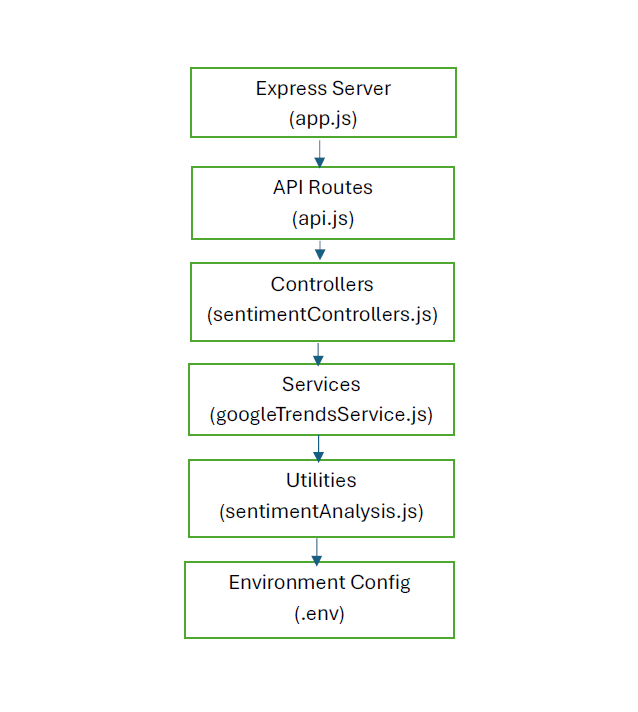 Express Server
(app.js)
API Routes
(api.js)
Controllers
(sentimentControllers.js)
Services
(googleTrendsService.js)
Utilities
(sentimentAnalysis.js)
Environment Config
(.env)